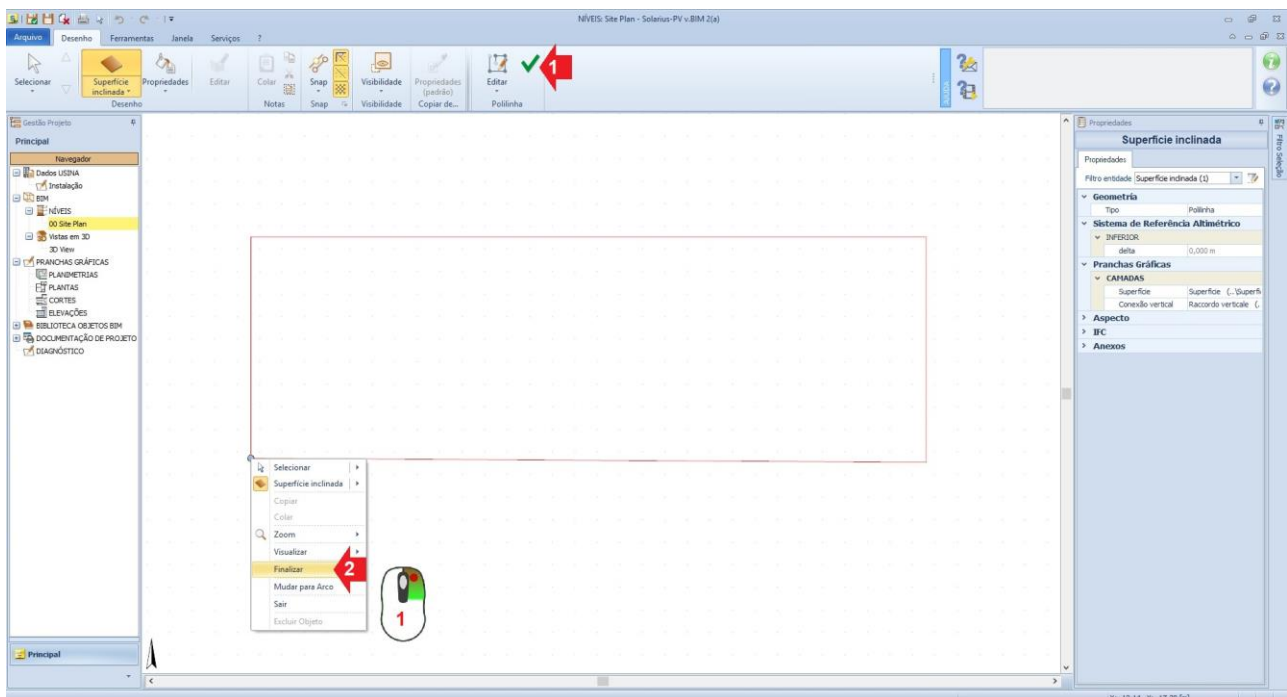 NÍVEIS: Site Plan - Solarius-PV v.BIM 2(a)
Arquivo Desenho Ferramentas Janela Serviços ?
Selecionar
Superfície inclinada
Propriedades
Editar
Colar
Snap
Visibilidade
Propriedades (padrão)
Editar
1
Desenho Notas Snap Visibilidade Copiar de... Polilinha
AJUDA
Gestão Projeto
Principal
Navegador
Dados USINA
Instalação
BIM
NÍVEIS
00 Site Plan
Vistas em 3D
3D View
PRANCHAS GRÁFICAS
PLANIMETRIAS
PLANTAS
CORTES
ELEVAÇÕES
BIBLIOTECA OBJETOS BIM
DOCUMENTAÇÃO DE PROJETO
DIAGNÓSTICO
Principal
Selecionar
Superfície inclinada
Copiar
Colar
Zoom
Visualizar
Finalizar
2
Mudar para Arco
Sair
Excluir Objeto
1
Propriedades
Superfície inclinada
Propriedades
Filtro entidade Superfície inclinada (1)
Geometria
Tipo Polilinha
Sistema de Referência Altimétrico
INFERIOR
delta 0,000 m
Pranchas Gráficas
CAMADAS
Superfície Superfície (..\Superfi
Conexão vertical Raccordo verticale (.
Aspecto
IFC
Anexos
Filtro Seleção